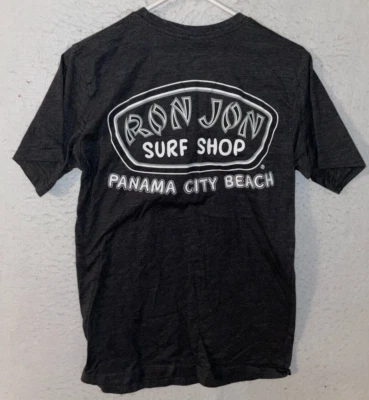 RON JON
SURF SHOP
®
PANAMA CITY BEACH